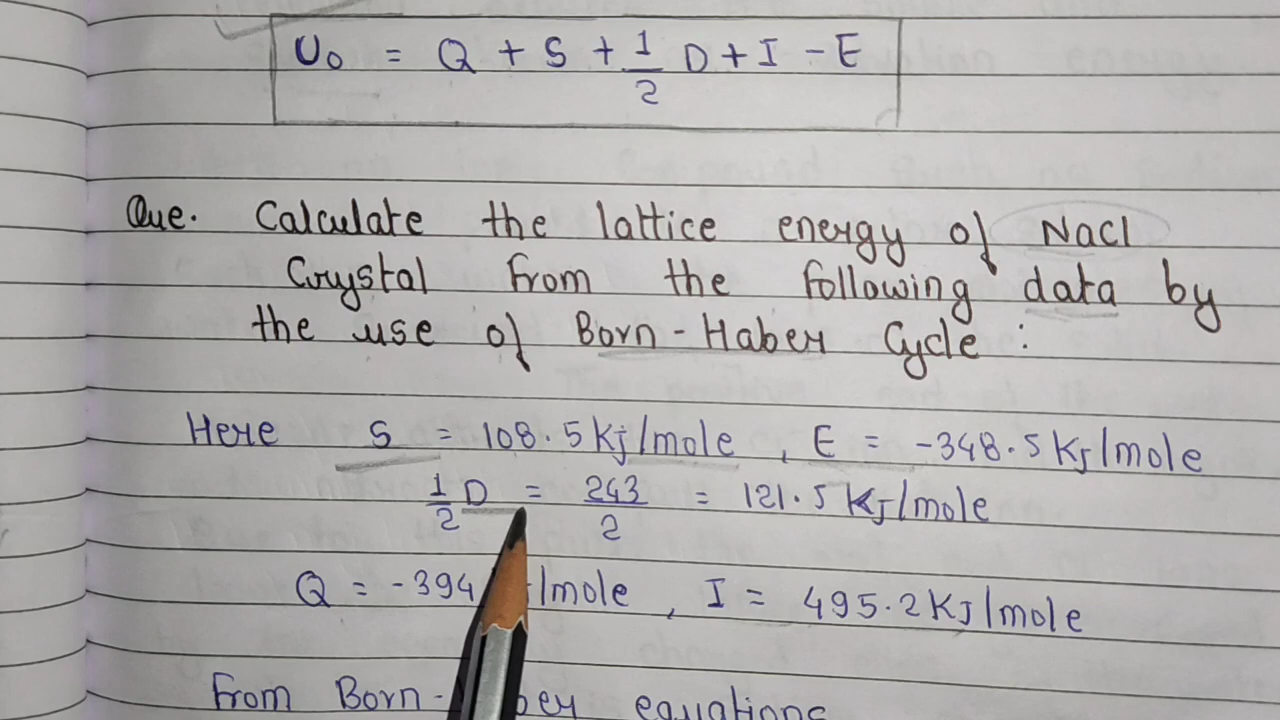 U₀ = Q + S + 1/2 D + I - E
Que. Calculate the lattice energy of NaCl
Crystal from the following data by
the use of Born-Haber Cycle :
Here S = 108.5 KJ/mole , E = -348.5 KJ/mole
1/2 D = 243/2 = 121.5 KJ/mole
Q = -394 /mole , I = 495.2 KJ/mole
From Born- equations